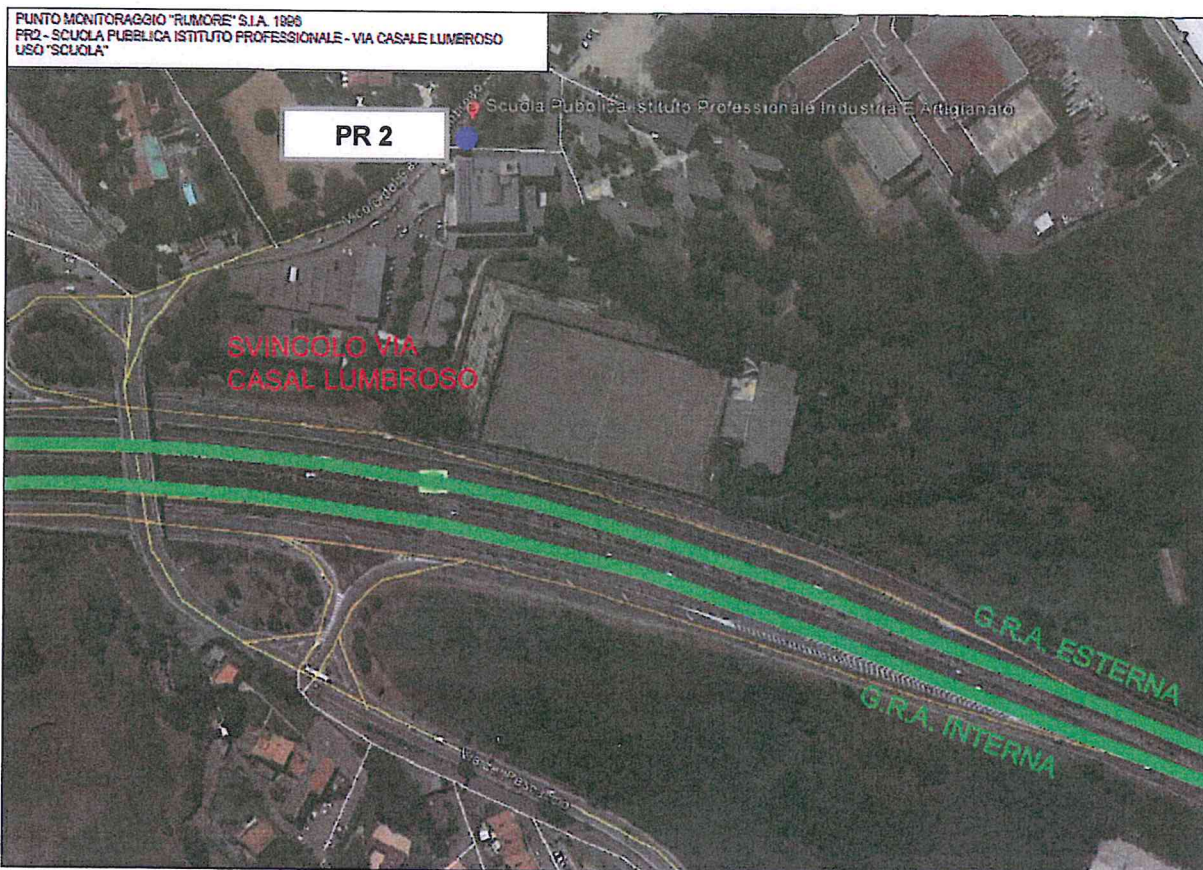 PUNTO MONITORAGGIO "RUMORE" S.I.A. 1996
PR2 - SCUOLA PUBBLICA ISTITUTO PROFESSIONALE - VIA CASALE LUMBROSO
USO "SCUOLA"
Scuola Pubblica Istituto Professionale Industria E Artigianato
PR 2
SVINCOLO VIA
CASAL LUMBROSO
G.R.A. ESTERNA
G.R.A. INTERNA